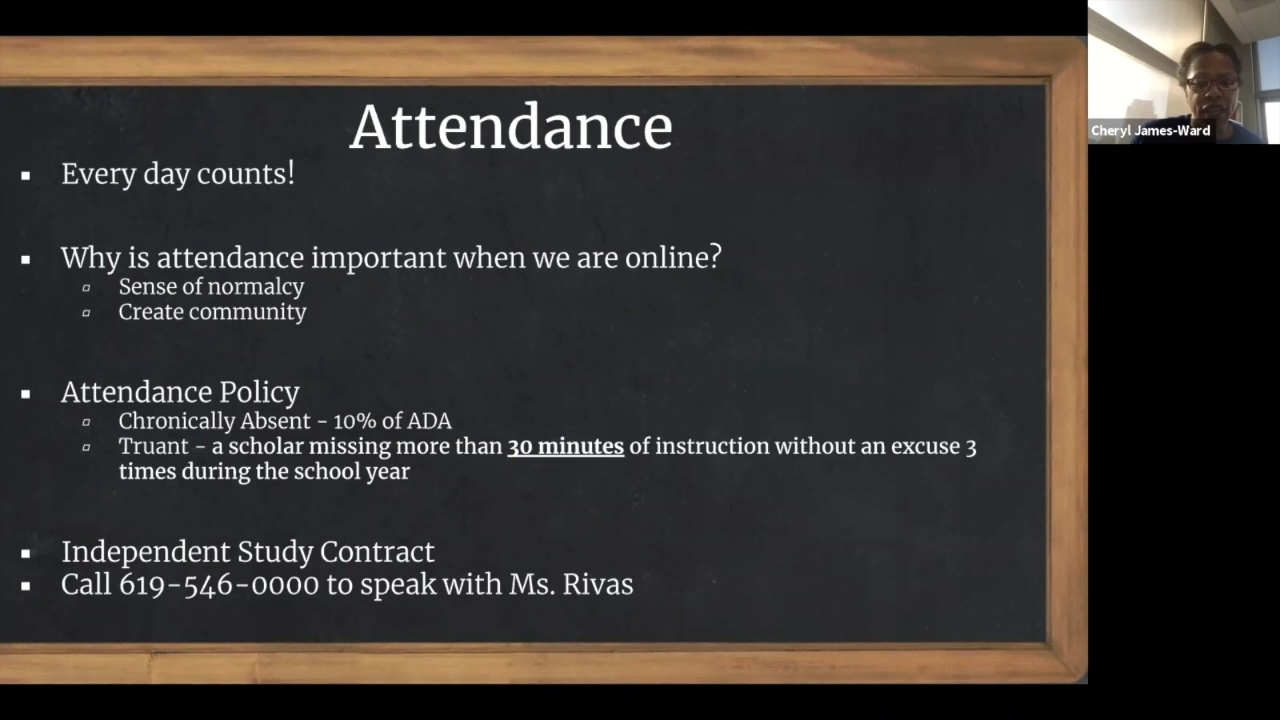 Attendance
Every day counts!
Why is attendance important when we are online?
Sense of normalcy
Create community
Attendance Policy
Chronically Absent - 10% of ADA
Truant - a scholar missing more than 30 minutes of instruction without an excuse 3
times during the school year
Independent Study Contract
Call 619-546-0000 to speak with Ms. Rivas
Cheryl James-Ward